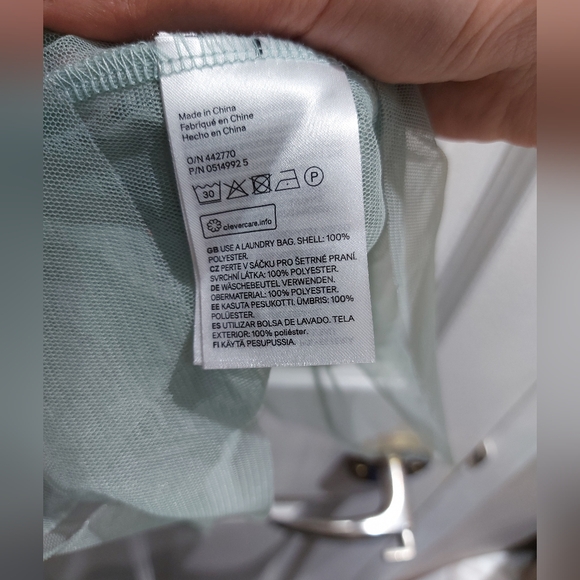 Made in China
Fabriqué en Chine
Hecho en China
O/N 442770
P/N 0514992 5
30 P
clevercare.info
GB USE A LAUNDRY BAG. SHELL: 100%
POLYESTER.
CZ PERTE V SÁČKU PRO ŠETRNÉ PRANÍ.
SVRCHNÍ LÁTKA: 100% POLYESTER.
DE WÄSCHEBEUTEL VERWENDEN.
OBERMATERIAL: 100% POLYESTER.
EE KASUTA PESUKOTTI. ÜMBRIS: 100%
POLÜESTER.
ES UTILIZAR BOLSA DE LAVADO. TELA
EXTERIOR: 100% poliéster.
FI KÄYTÄ PESUPUSSIA.